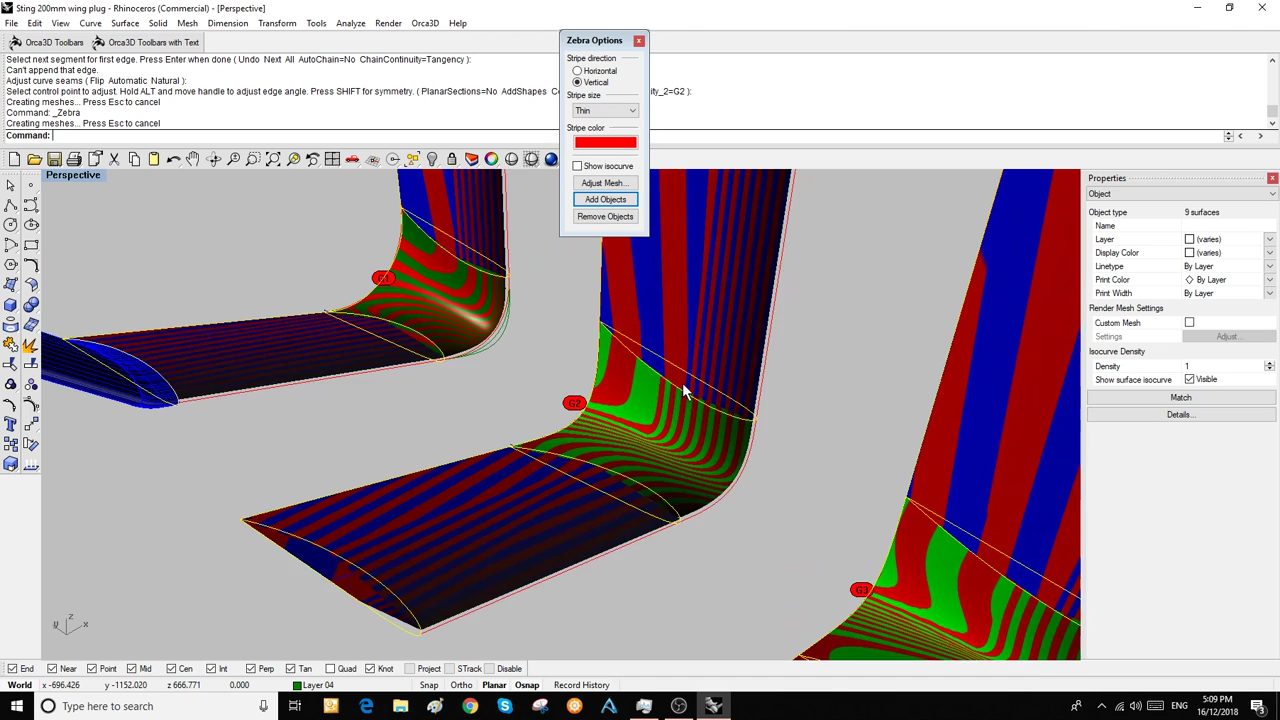 Sting 200mm wing plug - Rhinoceros (Commercial) - [Perspective]
File Edit View Curve Surface Solid Mesh Dimension Transform Tools Analyze Render Orca3D Help
Orca3D Toolbars Orca3D Toolbars with Text
Select next segment for first edge. Press Enter when done ( Undo Next All AutoChain=No ChainContinuity=Tangency ):
Can't append that edge.
Adjust curve seams ( Flip Automatic Natural ):
Select control point to adjust. Hold ALT and move handle to adjust edge angle. Press SHIFT for symmetry. ( PlanarSections=No AddShapes
ity_2=G2 ):
Creating meshes... Press Esc to cancel
Command: _Zebra
Creating meshes... Press Esc to cancel
Command:
Zebra Options
Stripe direction
Horizontal
Vertical
Stripe size
Thin
Stripe color
Show isocurve
Adjust Mesh...
Add Objects
Remove Objects
Perspective
G1
G2
G3
z
y x
Properties
Object
Object type 9 surfaces
Name
Layer (varies)
Display Color (varies)
Linetype By Layer
Print Color By Layer
Print Width By Layer
Render Mesh Settings
Custom Mesh
Settings Adjust...
Isocurve Density
Density 1
Show surface isocurve Visible
Match
Details...
End Near Point Mid Cen Int Perp Tan Quad Knot Project STrack Disable
World x -696.426 y -1152.020 z 666.771 0.000 Layer 04 Snap Ortho Planar Osnap Record History
Type here to search
5:09 PM
16/12/2018